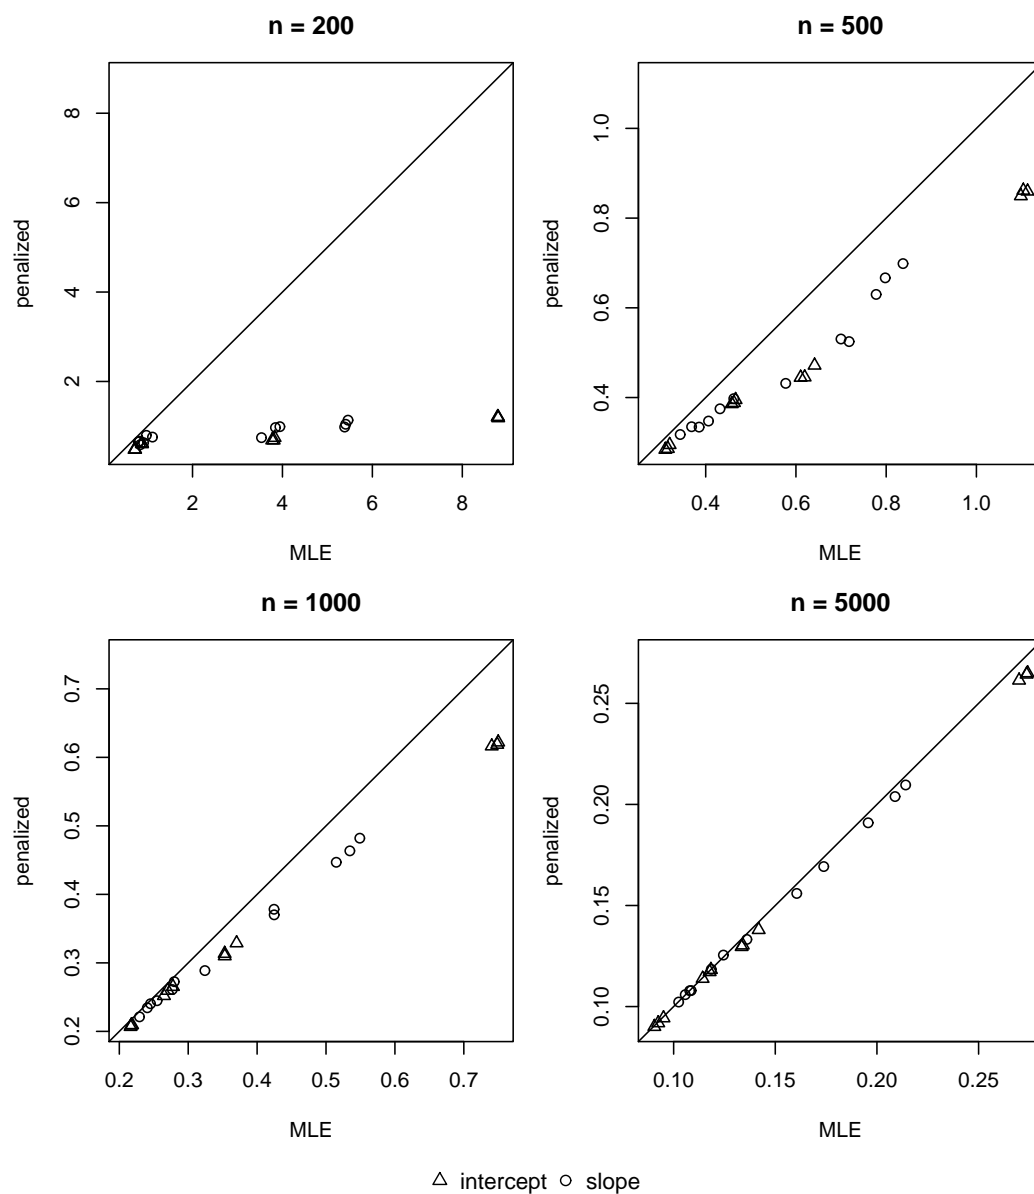 n = 200
8
6
4
2
penalized
2 4 6 8
MLE
n = 500
1.0
0.8
0.6
0.4
penalized
0.4 0.6 0.8 1.0
MLE
n = 1000
0.7
0.6
0.5
0.4
0.3
0.2
penalized
0.2 0.3 0.4 0.5 0.6 0.7
MLE
n = 5000
0.25
0.20
0.15
0.10
penalized
0.10 0.15 0.20 0.25
MLE
intercept slope